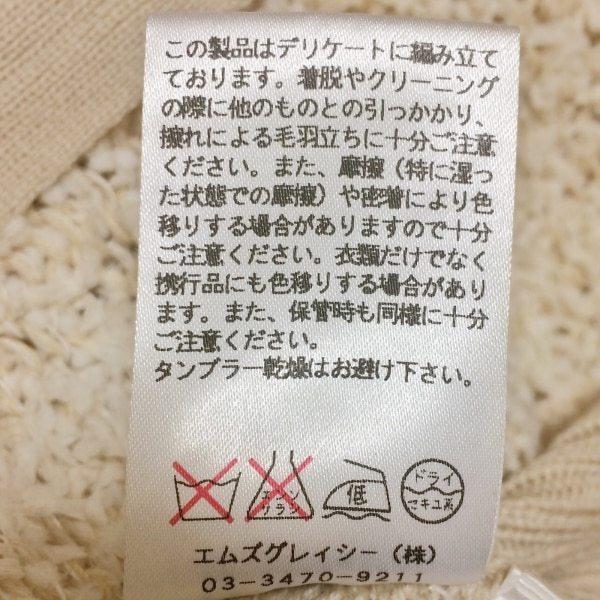 この製品はデリケートに編み立て
ております。着脱やクリーニング
の際に他のものとの引っかかり、
擦れによる毛羽立ちに十分ご注意
ください。また、摩擦（特に湿っ
た状態での摩擦）や密着により色
移りする場合がありますので十分
ご注意ください。衣類だけでなく
携行品にも色移りする場合があり
ます。また、保管時も同様に十分
ご注意ください。
タンブラー乾燥はお避け下さい。
エンソ
サラシ
低
ドライ
セキユ系
エムズグレイシー（株）
03-3470-9211